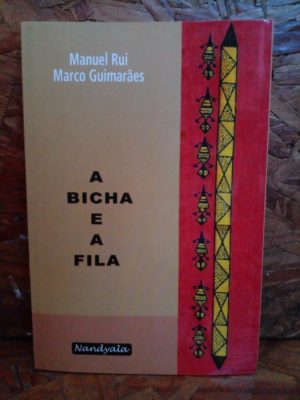 Manuel Rui
Marco Guimarães
A
BICHA
E
A
FILA
Nandyala